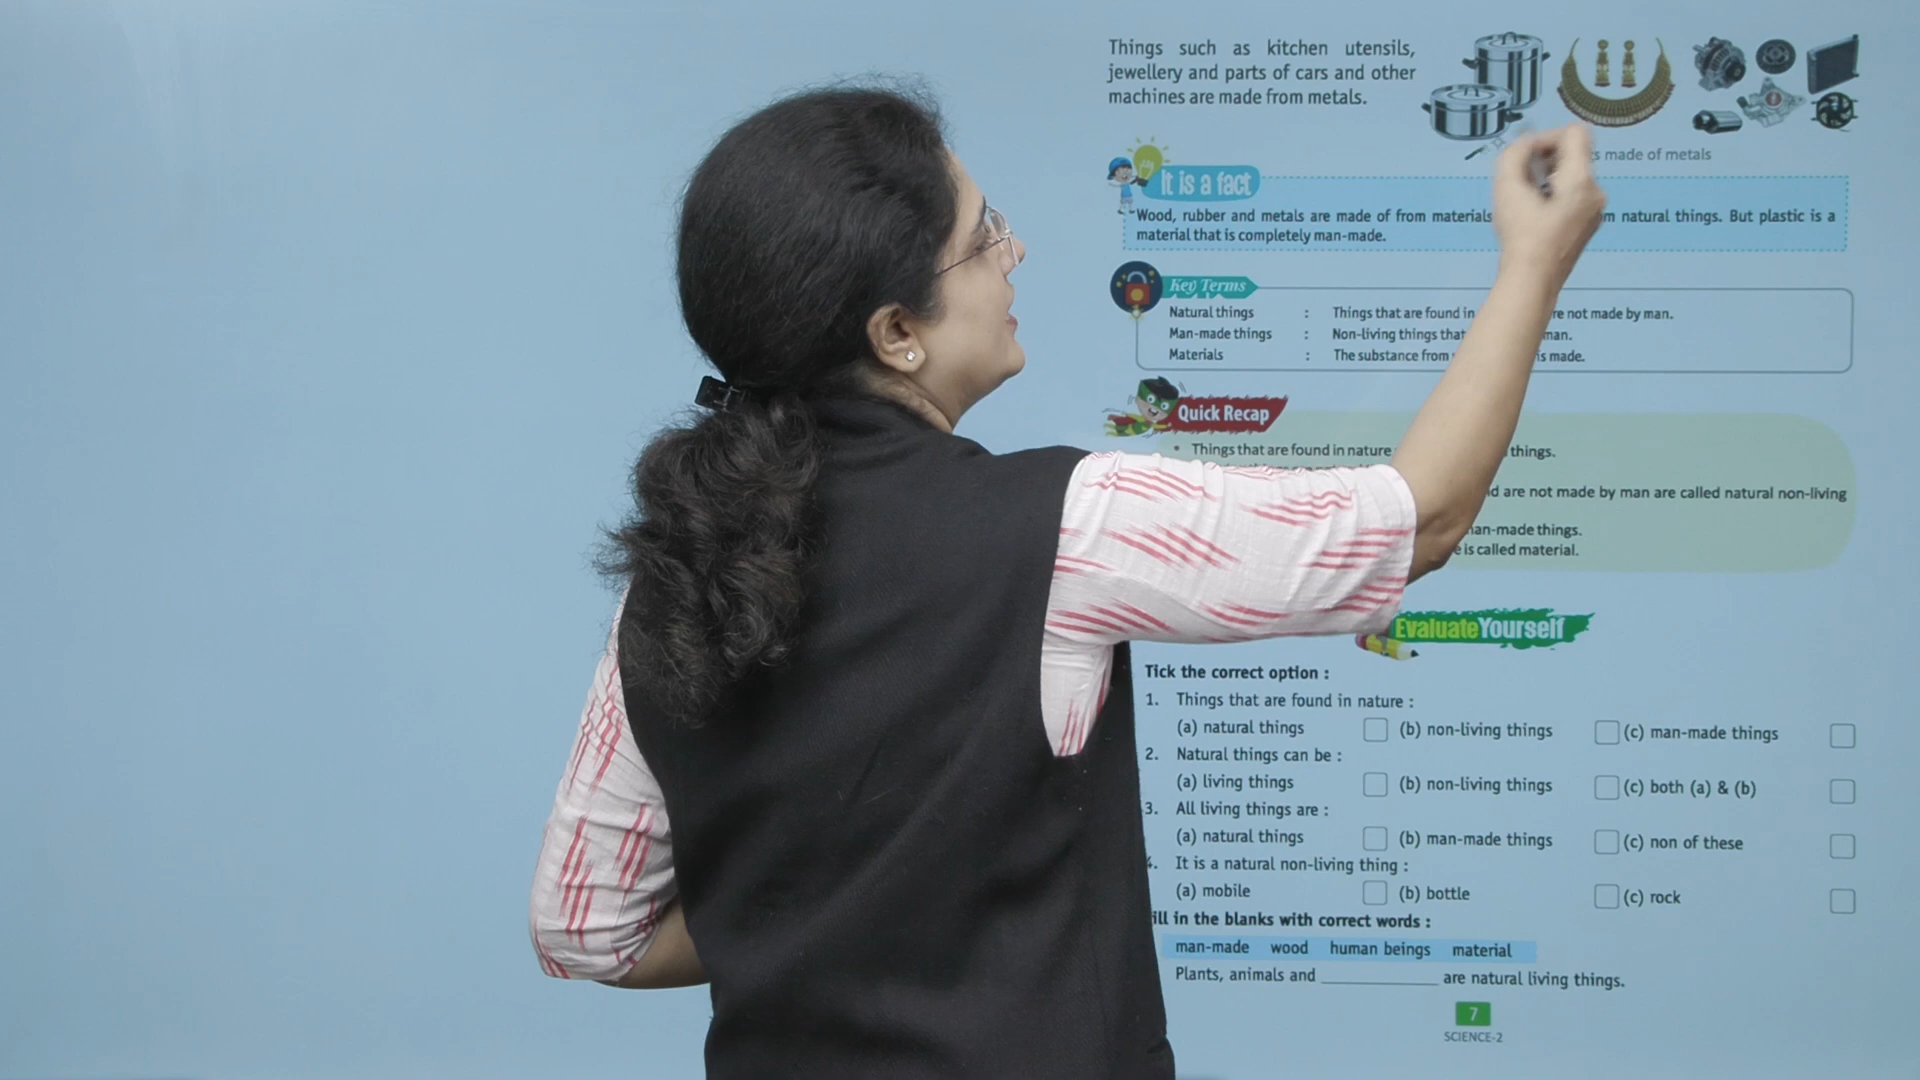 Things such as kitchen utensils,
jewellery and parts of cars and other
machines are made from metals.
made of metals
It is a fact
Wood, rubber and metals are made of from materials natural things. But plastic is a
material that is completely man-made.
Key Terms
Natural things : Things that are found in not made by man.
Man-made things : Non-living things that man.
Materials : The substance from is made.
Quick Recap
• Things that are found in nature things.
are not made by man are called natural non-living
man-made things.
is called material.
Evaluate Yourself
Tick the correct option :
1. Things that are found in nature :
(a) natural things (b) non-living things (c) man-made things
2. Natural things can be :
(a) living things (b) non-living things (c) both (a) & (b)
3. All living things are :
(a) natural things (b) man-made things (c) non of these
4. It is a natural non-living thing :
(a) mobile (b) bottle (c) rock
ill in the blanks with correct words :
man-made wood human beings material
Plants, animals and ____________ are natural living things.
7
SCIENCE-2